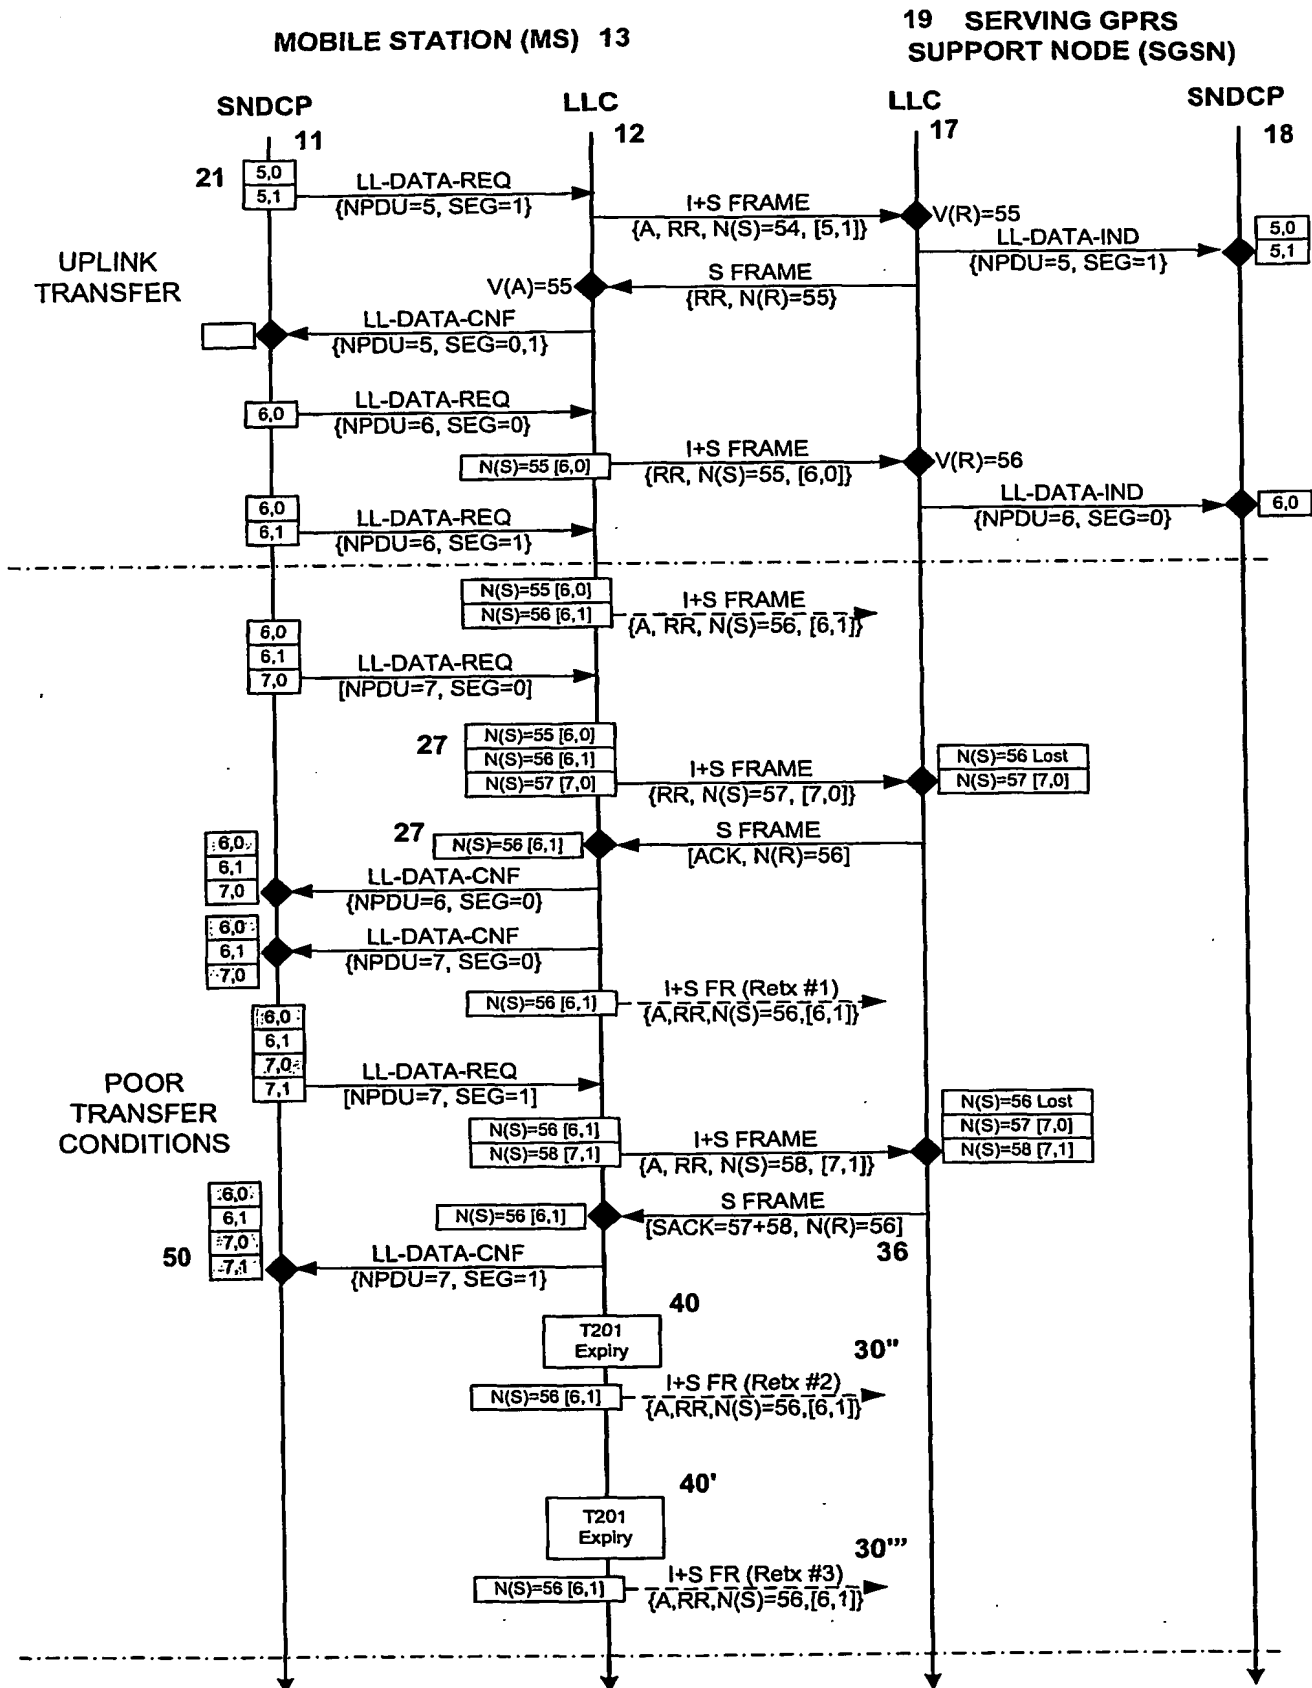 MOBILE STATION (MS) 13
19 SERVING GPRS
SUPPORT NODE (SGSN)
SNDCP
11
LLC
12
LLC
17
SNDCP
18
21
5,0
5,1
LL-DATA-REQ
{NPDU=5, SEG=1}
I+S FRAME
{A, RR, N(S)=54, [5,1]}
V(R)=55
LL-DATA-IND
{NPDU=5, SEG=1}
5,0
5,1
UPLINK
TRANSFER
V(A)=55
S FRAME
{RR, N(R)=55}
LL-DATA-CNF
{NPDU=5, SEG=0,1}
6,0
LL-DATA-REQ
{NPDU=6, SEG=0}
N(S)=55 [6,0]
I+S FRAME
{RR, N(S)=55, [6,0]}
V(R)=56
LL-DATA-IND
{NPDU=6, SEG=0}
6,0
6,0
6,1
LL-DATA-REQ
{NPDU=6, SEG=1}
N(S)=55 [6,0]
N(S)=56 [6,1]
I+S FRAME
{A, RR, N(S)=56, [6,1]}
6,0
6,1
7,0
LL-DATA-REQ
[NPDU=7, SEG=0]
27
N(S)=55 [6,0]
N(S)=56 [6,1]
N(S)=57 [7,0]
I+S FRAME
{RR, N(S)=57, [7,0]}
N(S)=56 Lost
N(S)=57 [7,0]
27
N(S)=56 [6,1]
S FRAME
[ACK, N(R)=56]
6,0
6,1
7,0
LL-DATA-CNF
{NPDU=6, SEG=0}
6,0
6,1
7,0
LL-DATA-CNF
{NPDU=7, SEG=0}
N(S)=56 [6,1]
I+S FR (Retx #1)
{A,RR,N(S)=56,[6,1]}
6,0
6,1
7,0
7,1
LL-DATA-REQ
[NPDU=7, SEG=1]
POOR
TRANSFER
CONDITIONS
N(S)=56 [6,1]
N(S)=58 [7,1]
I+S FRAME
{A, RR, N(S)=58, [7,1]}
N(S)=56 Lost
N(S)=57 [7,0]
N(S)=58 [7,1]
N(S)=56 [6,1]
S FRAME
[SACK=57+58, N(R)=56]
36
50
6,0
6,1
7,0
7,1
LL-DATA-CNF
{NPDU=7, SEG=1}
40
T201
Expiry
30"
N(S)=56 [6,1]
I+S FR (Retx #2)
{A,RR,N(S)=56,[6,1]}
40'
T201
Expiry
30"'
N(S)=56 [6,1]
I+S FR (Retx #3)
{A,RR,N(S)=56,[6,1]}